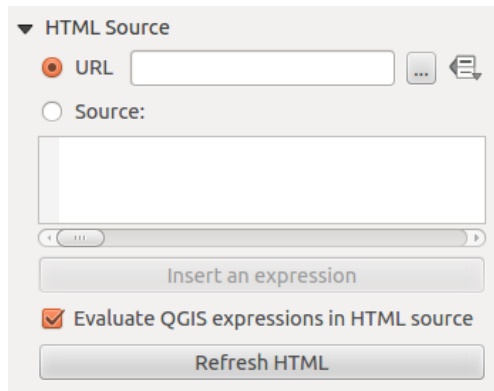 HTML Source
URL
...
Source:
Insert an expression
Evaluate QGIS expressions in HTML source
Refresh HTML